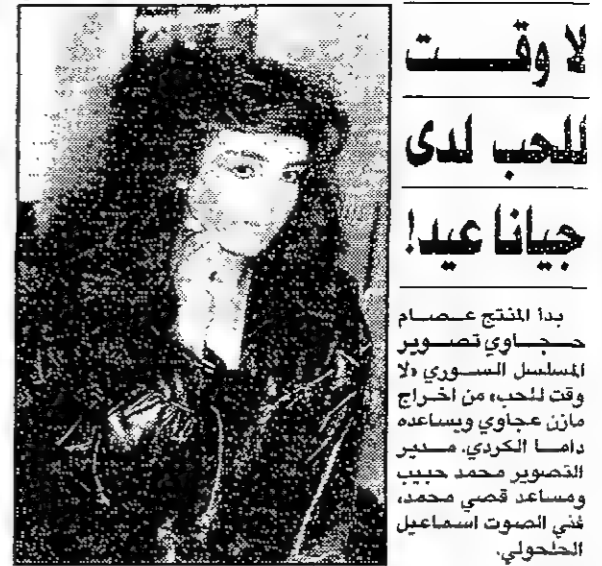 لا وقت
للحب لدى
جيانا عيد!
بدا المنتج عصام
حجاوي تصوير
المسلسل السوري «لا
وقت للحب» من اخراج
مازن عجاوي ويساعده
داما الكردي. مدير
التصوير محمد حبيب
ومساعد قصي محمد،
فني الصوت اسماعيل
الحلحولي.